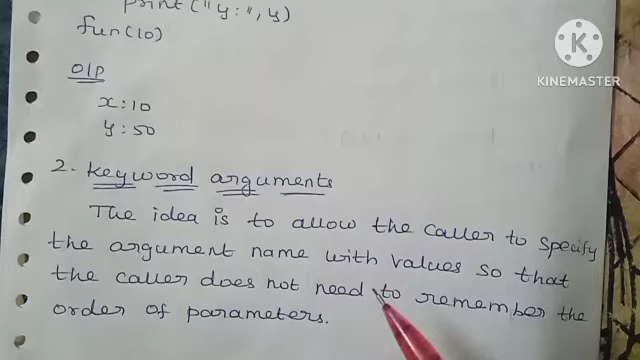 print("y:", y)
fun(10)
O/P
x:10
y:50
2. keyword arguments
The idea is to allow the caller to specify
the argument name with values so that
the caller does not need to remember the
order of parameters.
KINEMASTER